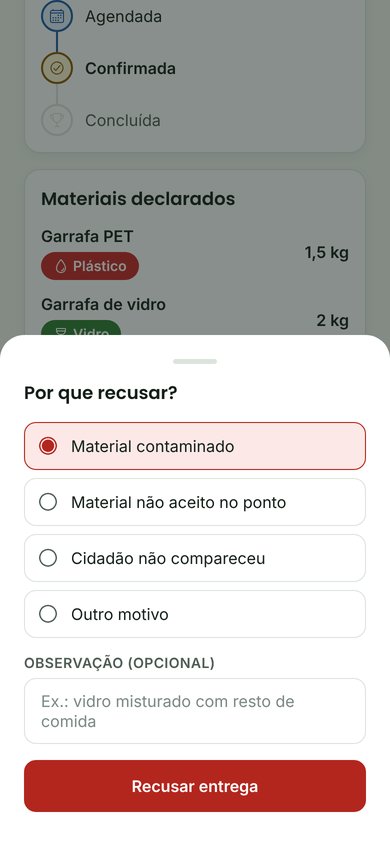 Agendada
Confirmada
Concluída
Materiais declarados
Garrafa PET
1,5 kg
Plástico
Garrafa de vidro
2 kg
Vidro
Por que recusar?
Material contaminado
Material não aceito no ponto
Cidadão não compareceu
Outro motivo
OBSERVAÇÃO (OPCIONAL)
Ex.: vidro misturado com resto de
comida
Recusar entrega